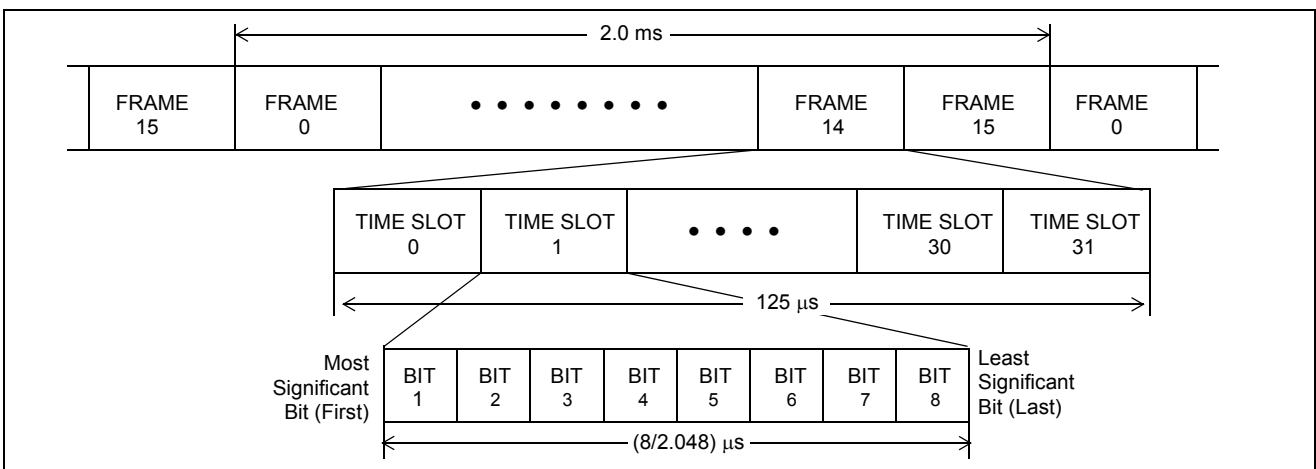 2.0 ms
FRAME
15
FRAME
0
FRAME
14
FRAME
15
FRAME
0
TIME SLOT
0
TIME SLOT
1
TIME SLOT
30
TIME SLOT
31
125 μs
Most
Significant
Bit (First)
BIT
1
BIT
2
BIT
3
BIT
4
BIT
5
BIT
6
BIT
7
BIT
8
Least
Significant
Bit (Last)
(8/2.048) μs